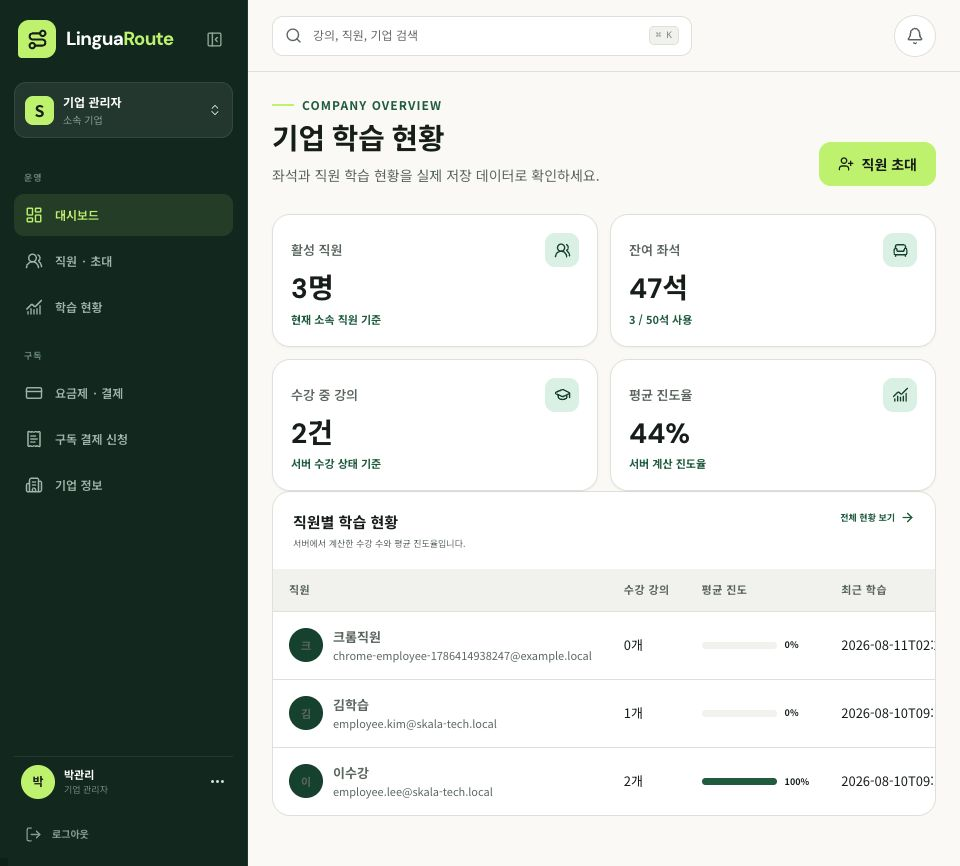 LinguaRoute
S
기업 관리자
소속 기업
운영
대시보드
직원 · 초대
학습 현황
구독
요금제 · 결제
구독 결제 신청
기업 정보
박
박관리
기업 관리자
로그아웃
강의, 직원, 기업 검색
⌘ K
COMPANY OVERVIEW
기업 학습 현황
좌석과 직원 학습 현황을 실제 저장 데이터로 확인하세요.
직원 초대
활성 직원
3명
현재 소속 직원 기준
잔여 좌석
47석
3 / 50석 사용
수강 중 강의
2건
서버 수강 상태 기준
평균 진도율
44%
서버 계산 진도율
직원별 학습 현황
서버에서 계산한 수강 수와 평균 진도율입니다.
전체 현황 보기
직원 수강 강의 평균 진도 최근 학습
크 크롬직원
chrome-employee-1786414938247@example.local
0개 0% 2026-08-11T02:
김 김학습
employee.kim@skala-tech.local
1개 0% 2026-08-10T09:
이 이수강
employee.lee@skala-tech.local
2개 100% 2026-08-10T09: